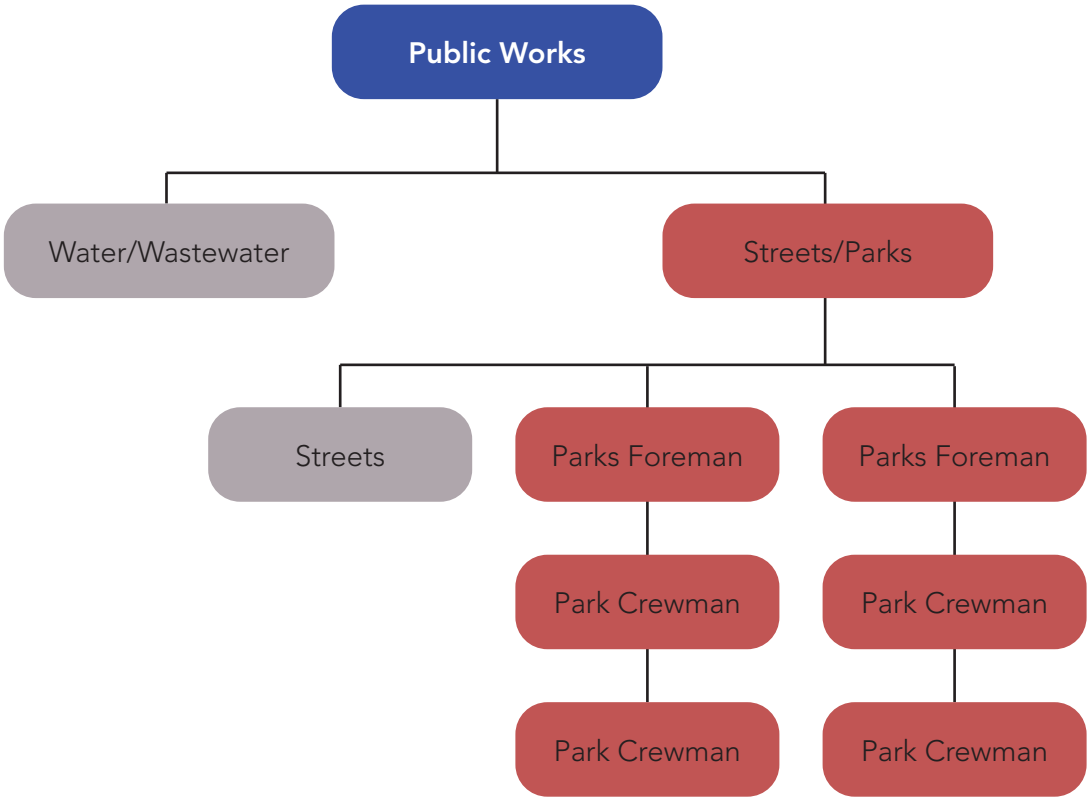 Public Works
Water/Wastewater
Streets/Parks
Streets
Parks Foreman
Parks Foreman
Park Crewman
Park Crewman
Park Crewman
Park Crewman